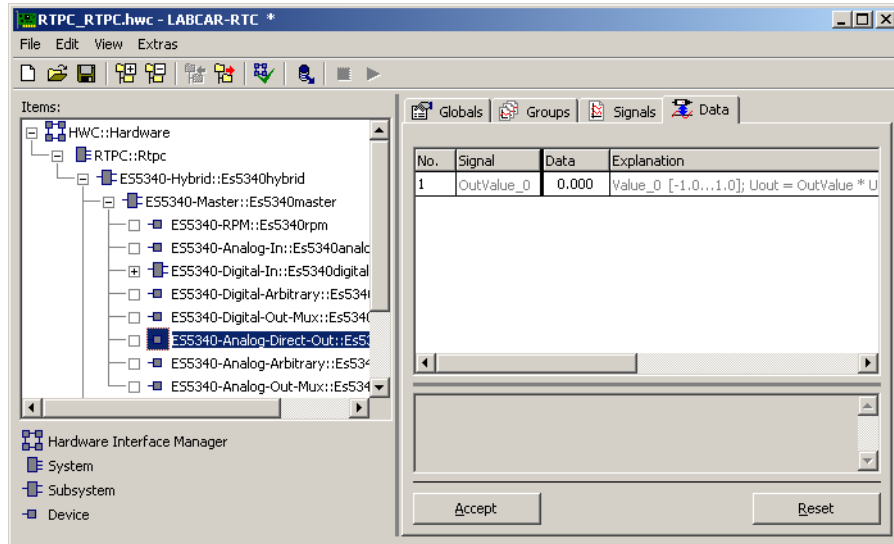 RTPC_RTPC.hwc - LABCAR-RTC *
File Edit View Extras
Items:
HWC::Hardware
RTPC::Rtpc
ES5340-Hybrid::Es5340hybrid
ES5340-Master::Es5340master
ES5340-RPM::Es5340rpm
ES5340-Analog-In::Es5340analo
ES5340-Digital-In::Es5340digital
ES5340-Digital-Arbitrary::Es534
ES5340-Digital-Out-Mux::Es5340
ES5340-Analog-Direct-Out::Es5
ES5340-Analog-Arbitrary::Es534
ES5340-Analog-Out-Mux::Es534
Hardware Interface Manager
System
Subsystem
Device
Globals Groups Signals Data
No. Signal Data Explanation
1 OutValue_0 0.000 Value_0 [-1.0...1.0]; Uout = OutValue * U
Accept Reset